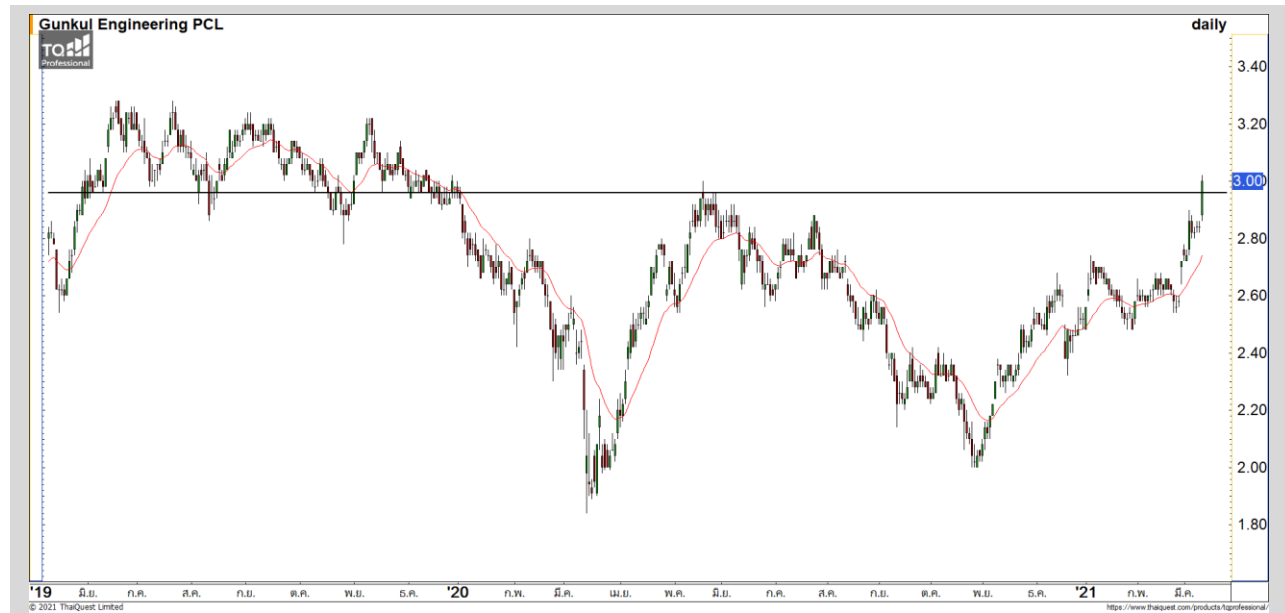 Gunkul Engineering PCL daily
TQ
Professional
3.40
3.20
3.00
2.80
2.60
2.40
2.20
2.00
1.80
'19 มิ.ย. ก.ค. ส.ค. ก.ย. ต.ค. พ.ย. ธ.ค. '20 ก.พ. มี.ค. เม.ย. มิ.ย. ก.ค. ส.ค. ก.ย. ต.ค. พ.ย. ธ.ค. '21 ก.พ. มี.ค.
© 2021 ThaiQuest Limited https://www.thaiquest.com/products/tqprofessional/